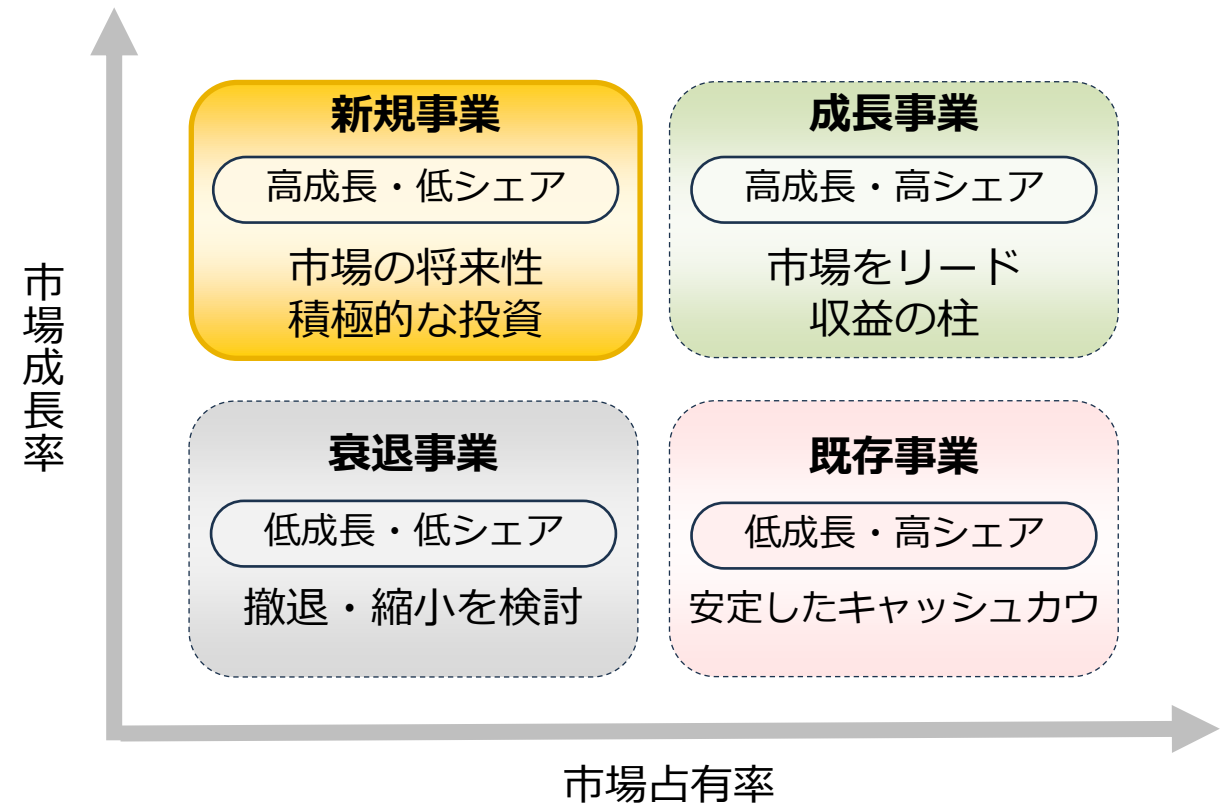 市場成長率
新規事業
高成長・低シェア
市場の将来性
積極的な投資
成長事業
高成長・高シェア
市場をリード
収益の柱
衰退事業
低成長・低シェア
撤退・縮小を検討
既存事業
低成長・高シェア
安定したキャッシュカウ
市場占有率